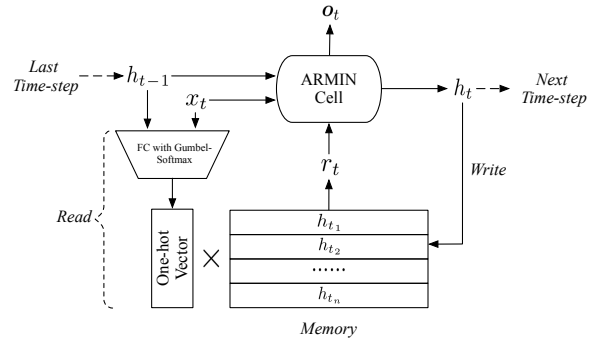 o_t
Last
Time-step
h_{t-1}
x_t
ARMIN
Cell
h_t
Next
Time-step
FC with Gumbel-
Softmax
r_t
Write
Read
One-hot
Vector
×
h_{t_1}
h_{t_2}
······
h_{t_n}
Memory